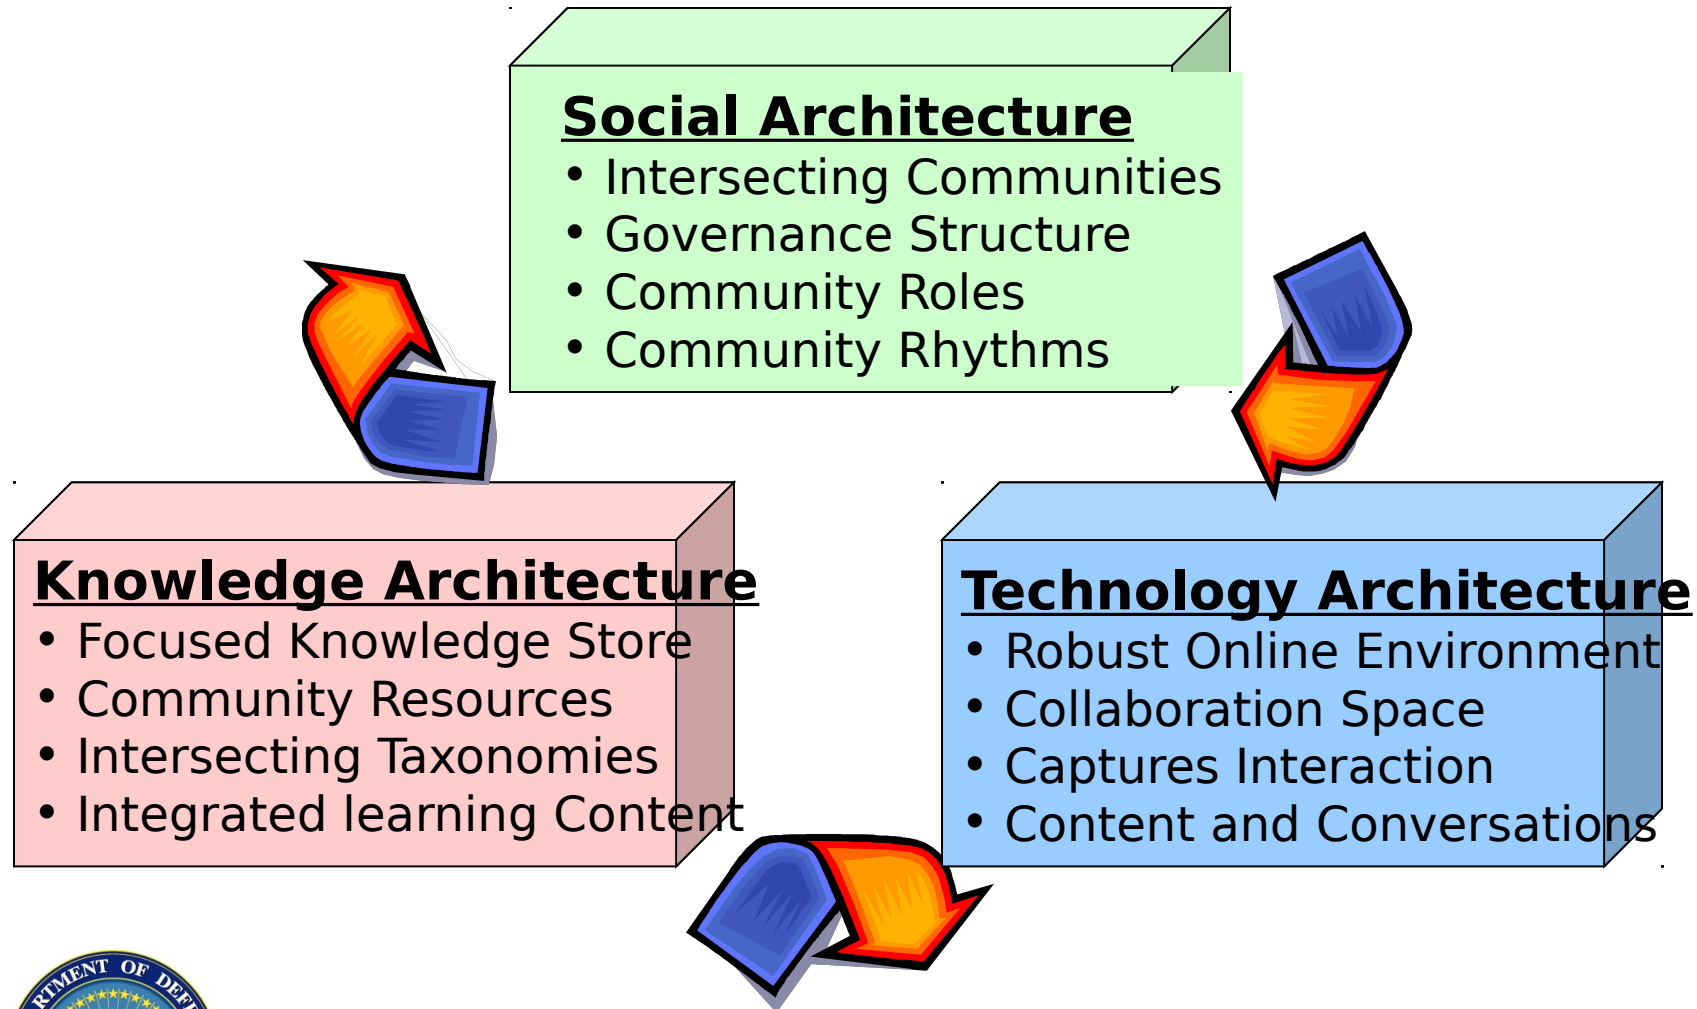 Social Architecture
• Intersecting Communities
• Governance Structure
• Community Roles
• Community Rhythms
Knowledge Architecture
• Focused Knowledge Store
• Community Resources
• Intersecting Taxonomies
• Integrated learning Content
Technology Architecture
• Robust Online Environment
• Collaboration Space
• Captures Interaction
• Content and Conversations
OF